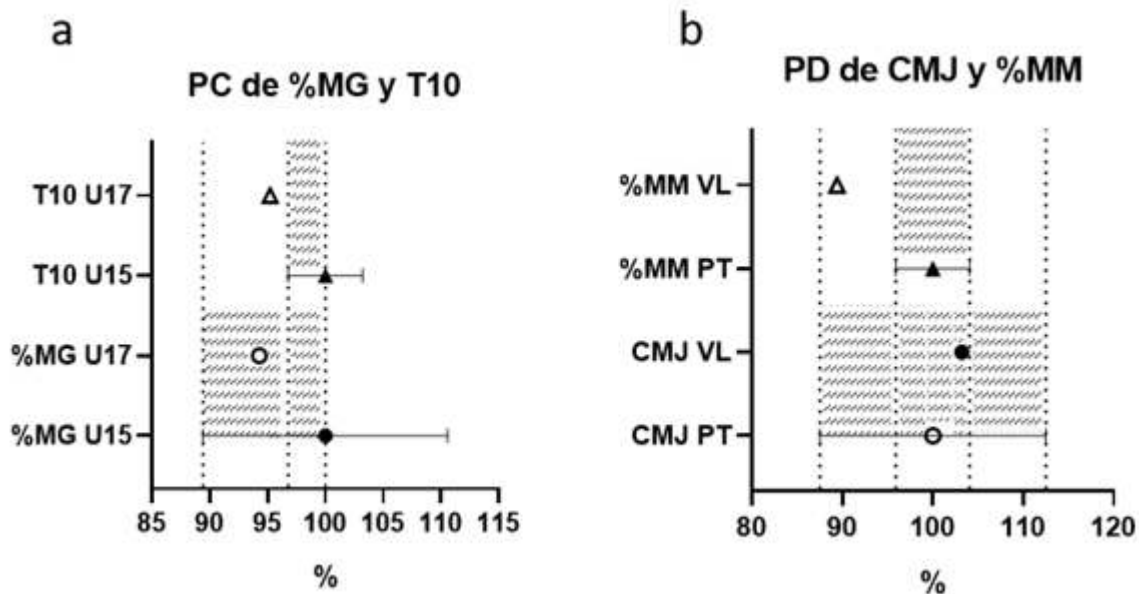 a
PC de %MG y T10
T10 U17
T10 U15
%MG U17
%MG U15
85 90 95 100 105 110 115
%
b
PD de CMJ y %MM
%MM VL
%MM PT
CMJ VL
CMJ PT
80 90 100 110 120
%